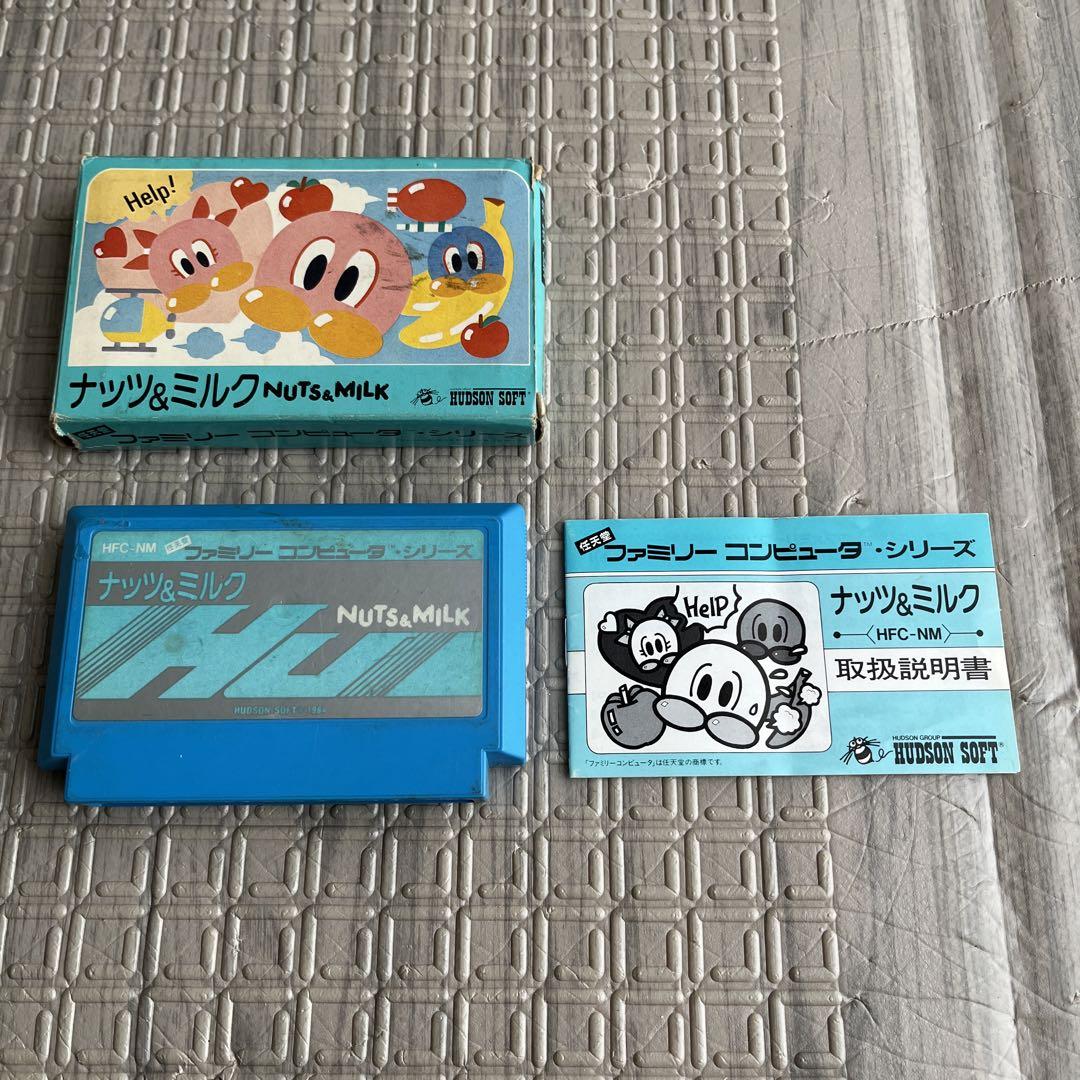 Help!
ナッツ&ミルク NUTS&MILK
HUDSON SOFT
任天堂 ファミリー コンピュータ・シリーズ
HFC-NM 任天堂 ファミリー コンピュータ™・シリーズ
ナッツ&ミルク
NUTS&MILK
HU
HUDSON SOFT © 1984
任天堂 ファミリー コンピュータ™・シリーズ
HelP
ナッツ&ミルク
〈HFC-NM〉
取扱説明書
HUDSON GROUP
HUDSON SOFT®
「ファミリーコンピュータ」は任天堂の商標です。